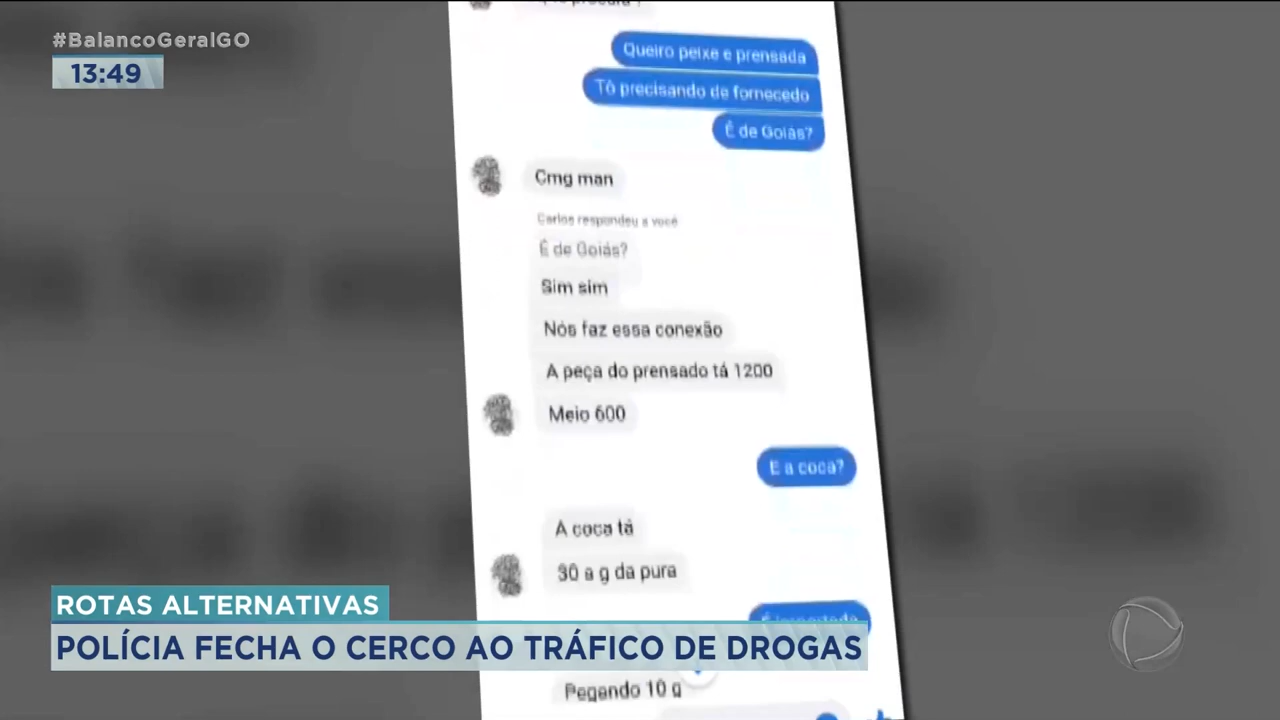 #BalancoGeralGO
13:49
Queiro peixe e prensada
Tô precisando de fornecedo
É de Goiás?
Cmg man
Carlos respondeu a você
É de Goiás?
Sim sim
Nós faz essa conexão
A peça do prensado tá 1200
Meio 600
E a coca?
A coca tá
30 a g da pura
Pegando 10 g
ROTAS ALTERNATIVAS
POLÍCIA FECHA O CERCO AO TRÁFICO DE DROGAS